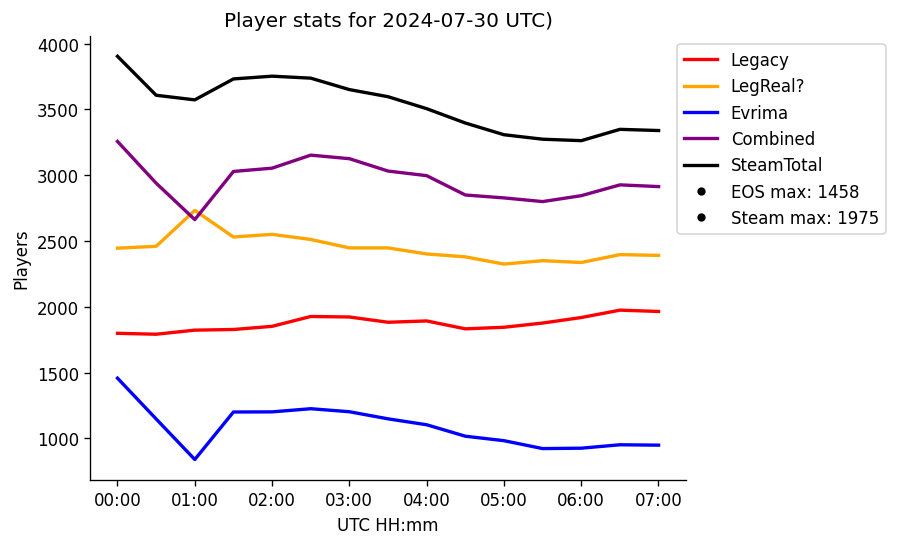 Player stats for 2024-07-30 UTC)
4000
3500
3000
2500
2000
1500
1000
Players
00:00 01:00 02:00 03:00 04:00 05:00 06:00 07:00
UTC HH:mm
Legacy
LegReal?
Evrima
Combined
SteamTotal
EOS max: 1458
Steam max: 1975